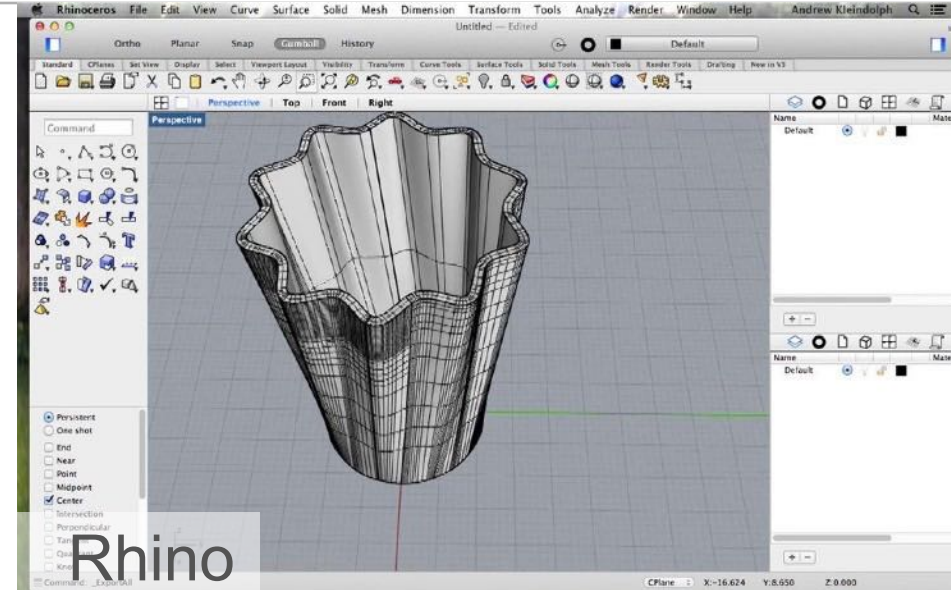 Rhinoceros File Edit View Curve Surface Solid Mesh Dimension Transform Tools Analyze Render Window Help Andrew Kleindolph
Untitled — Edited
Ortho Planar Snap Gumball History Default
Standard CPlanes Set View Display Select Viewport Layout Visibility Transform Curve Tools Surface Tools Solid Tools Mesh Tools Render Tools Drafting New in V5
Perspective Top Front Right
Command
Perspective
Name Mate
Default
Name Mate
Default
Persistent
One shot
End
Near
Point
Midpoint
Center
Intersection
Perpendicular
Rhino
Command: _ExportAll
CPlane X:-16.624 Y:8.650 Z:0.000